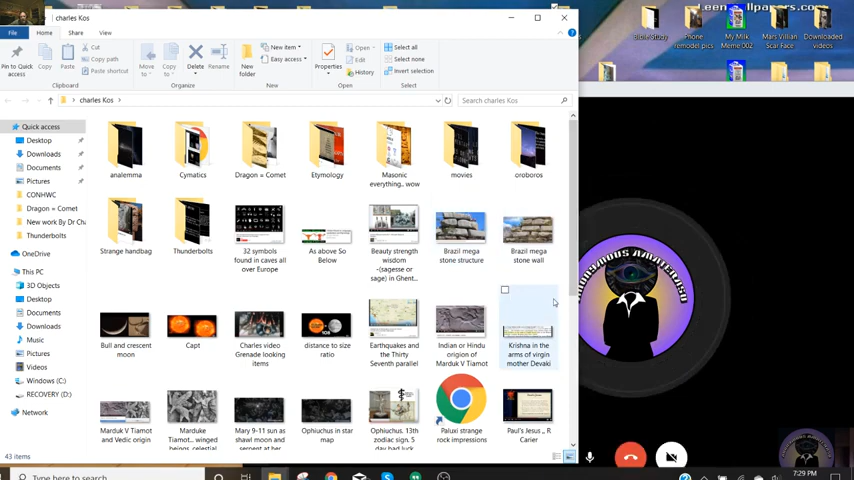 charles Kos
File
Home
Share
View
Pin to Quick access
Copy
Paste
Cut
Copy path
Paste shortcut
Clipboard
Move to
Copy to
Delete
Rename
Organize
New folder
New item
Easy access
New
Properties
Open
Edit
History
Open
Select all
Select none
Invert selection
Select
charles Kos
Search charles Kos
Quick access
Desktop
Downloads
Documents
Pictures
CONHWC
Dragon = Comet
New work By Dr Cha
Thunderbolts
OneDrive
This PC
3D Objects
Desktop
Documents
Downloads
Music
Pictures
Videos
Windows (C:)
RECOVERY (D:)
Network
analemma
Cymatics
Dragon = Comet
Etymology
Masonic everything.. wow
movies
oroboros
Strange handbag
Thunderbolts
32 symbols found in caves all over Europe
As above So Below
Beauty strength wisdom -(sagesse or sage) in Ghent...
Brazil mega stone structure
Brazil mega stone wall
Bull and crescent moon
Capt
Charles video Grenade looking items
distance to size ratio
Earthquakes and the Thirty Seventh parallel
Indian or Hindu origion of Marduk V Tiamot
Krishna in the arms of virgin mother Devaki
Marduk V Tiamot and Vedic origin
Marduke Tiamot... winged beings, celestial
Mary 9-11 sun as shawl moon and serpent at her
Ophiuchus in star map
Ophiuchus. 13th zodiac sign. 5 day bad luck
Paluxi strange rock impressions
Paul's Jesus ,, R Carier
43 items
Bible Study
Phone remodel pics
My Milk Meme 002
Mars Villian Scar Face
Downloaded videos
Type here to search
7:29 PM